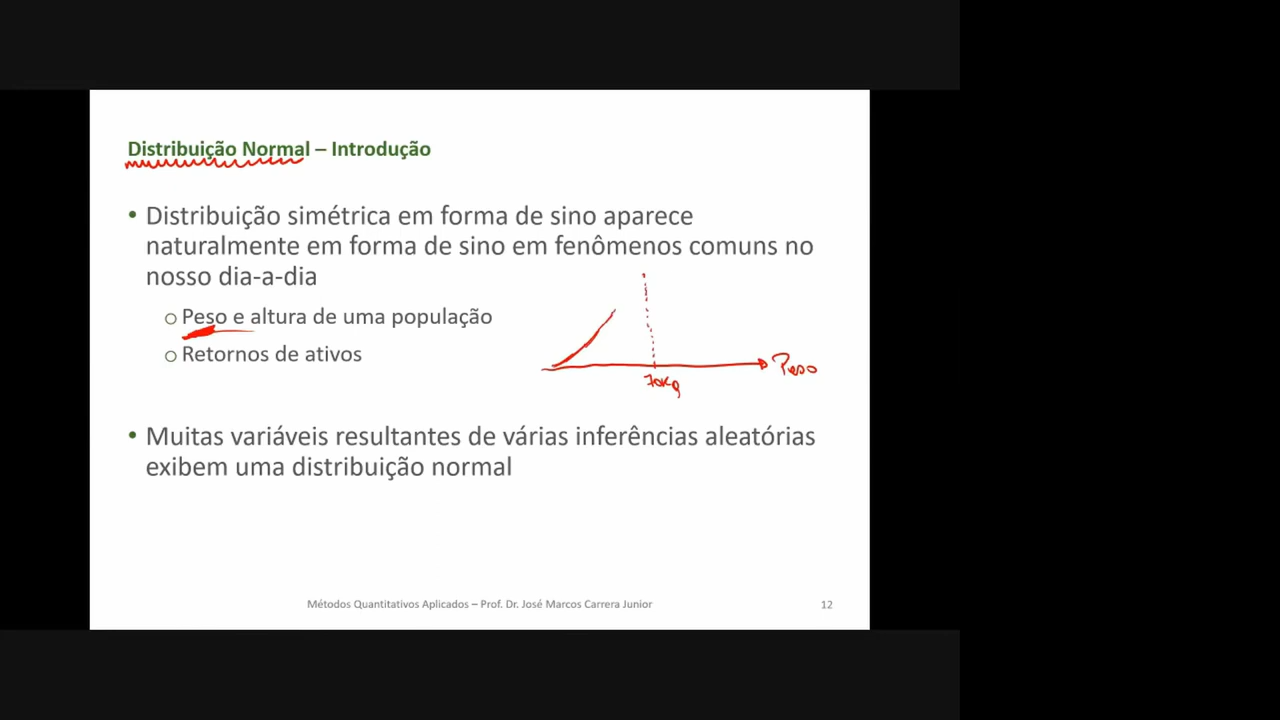 Distribuição Normal – Introdução
• Distribuição simétrica em forma de sino aparece
naturalmente em forma de sino em fenômenos comuns no
nosso dia-a-dia
o Peso e altura de uma população
o Retornos de ativos
70kg
Peso
• Muitas variáveis resultantes de várias inferências aleatórias
exibem uma distribuição normal
Métodos Quantitativos Aplicados – Prof. Dr. José Marcos Carrera Junior
12